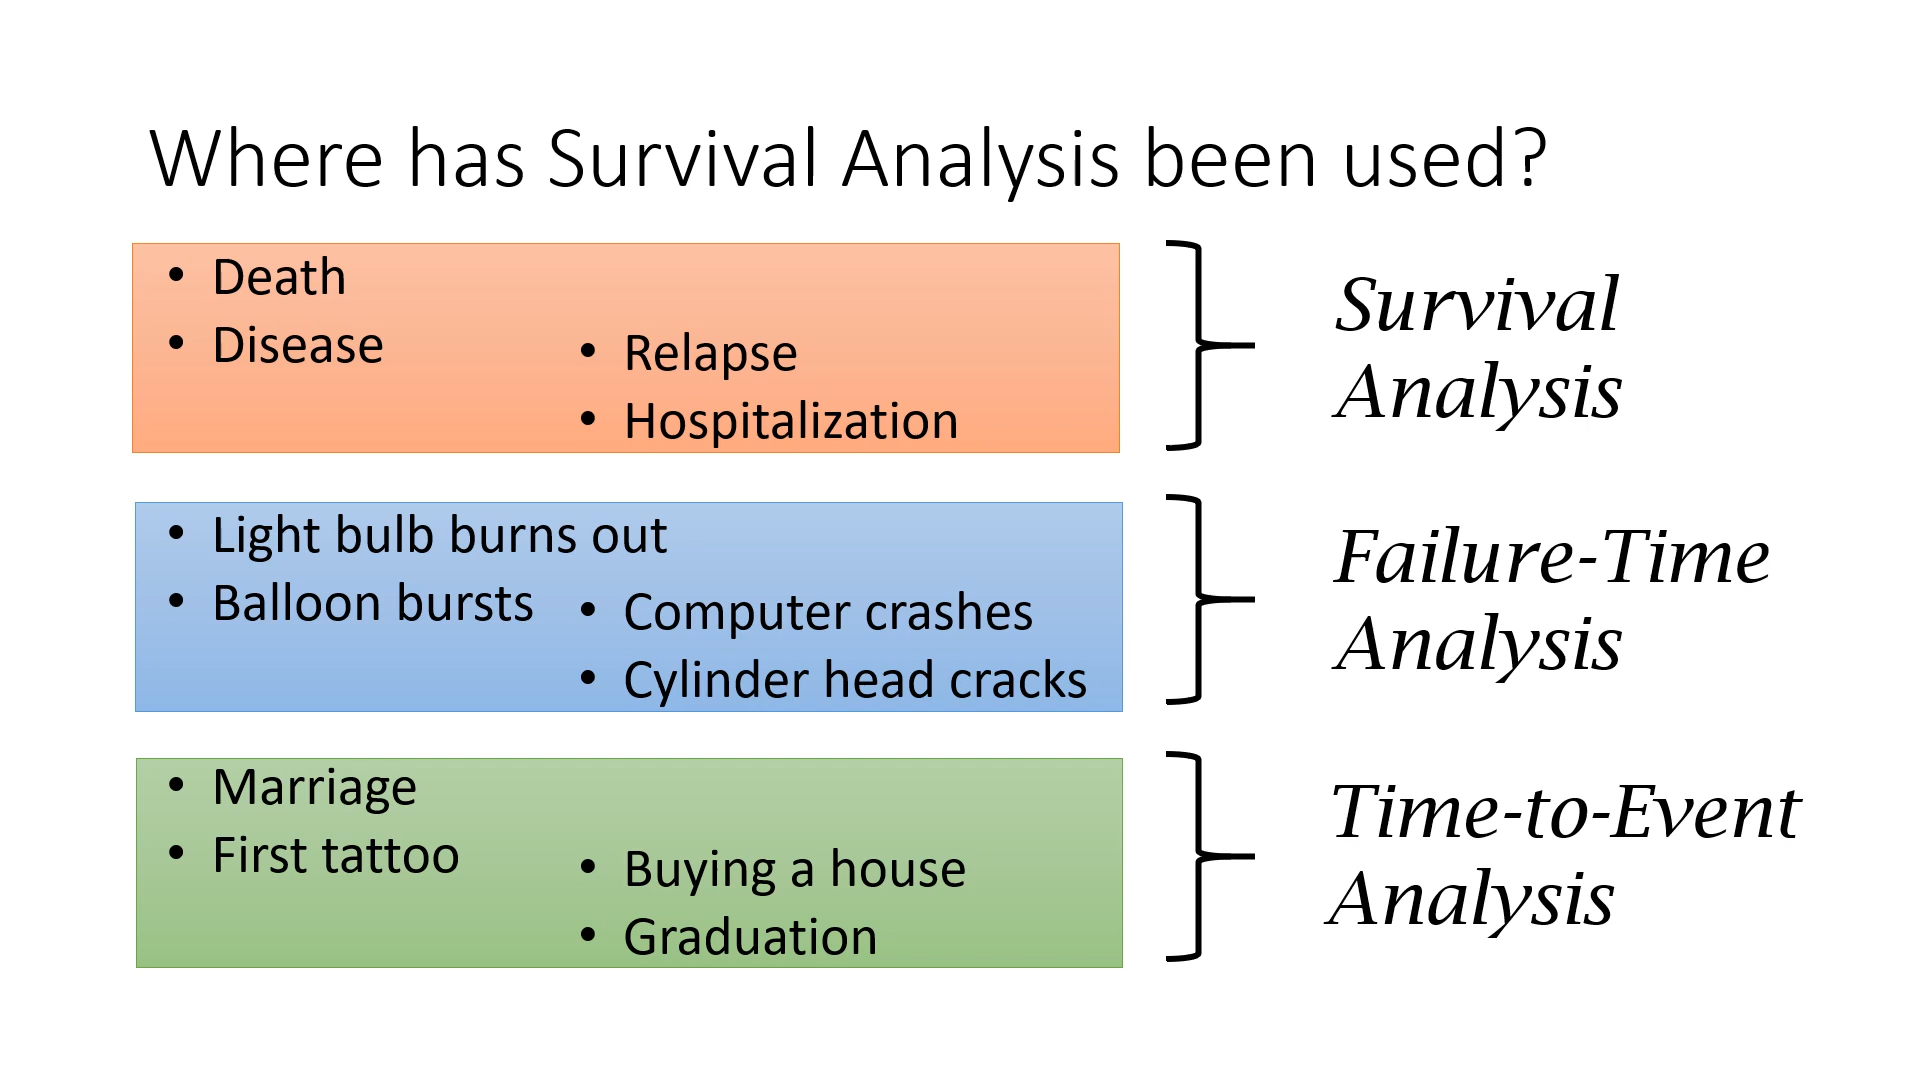 Where has Survival Analysis been used?
• Death
• Disease
• Relapse
• Hospitalization
Survival
Analysis
• Light bulb burns out
• Balloon bursts
• Computer crashes
• Cylinder head cracks
Failure-Time
Analysis
• Marriage
• First tattoo
• Buying a house
• Graduation
Time-to-Event
Analysis